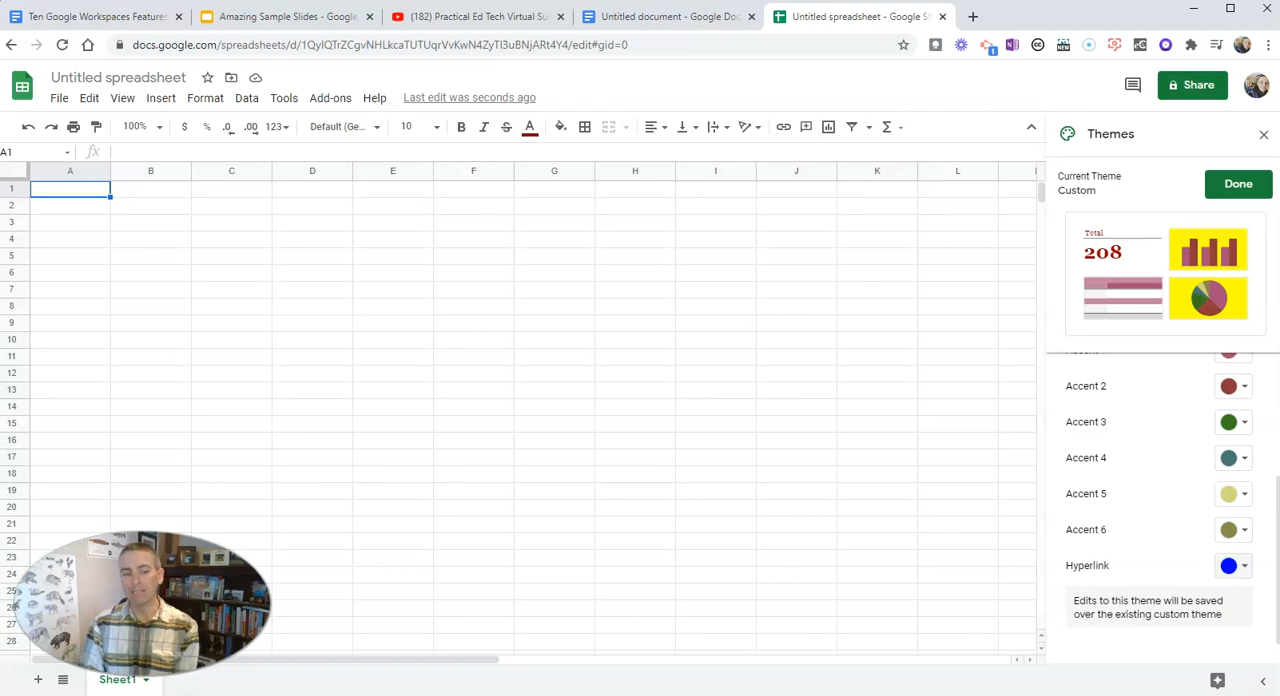 Ten Google Workspaces Features
Amazing Sample Slides - Google
(182) Practical Ed Tech Virtual Su
Untitled document - Google Doc
Untitled spreadsheet - Google S
docs.google.com/spreadsheets/d/1QyIQTrZCgvNHLkcaTUTUqrVvKwN4ZyTI3uBNjARt4Y4/edit#gid=0
Untitled spreadsheet
File Edit View Insert Format Data Tools Add-ons Help Last edit was seconds ago
Share
100% $ % .0 .00 123 Default (Ge... 10 B I S A Σ
A1 fx
A B C D E F G H I J K L
1
2
3
4
5
6
7
8
9
10
11
12
13
14
15
16
17
18
19
20
21
22
23
24
25
26
27
28
Themes
Current Theme
Custom
Done
Total
208
Accent 2
Accent 3
Accent 4
Accent 5
Accent 6
Hyperlink
Edits to this theme will be saved
over the existing custom theme
Sheet1